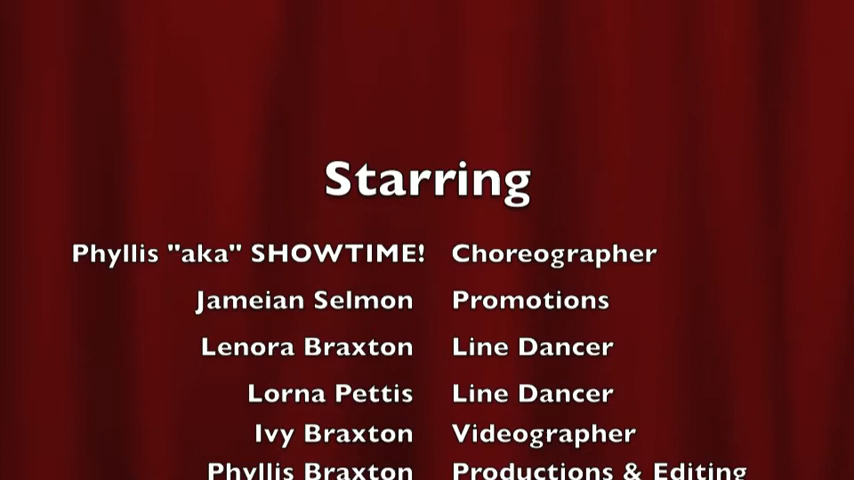 Starring
Phyllis "aka" SHOWTIME! Choreographer
Jameian Selmon Promotions
Lenora Braxton Line Dancer
Lorna Pettis Line Dancer
Ivy Braxton Videographer
Phyllis Braxton Productions & Editing